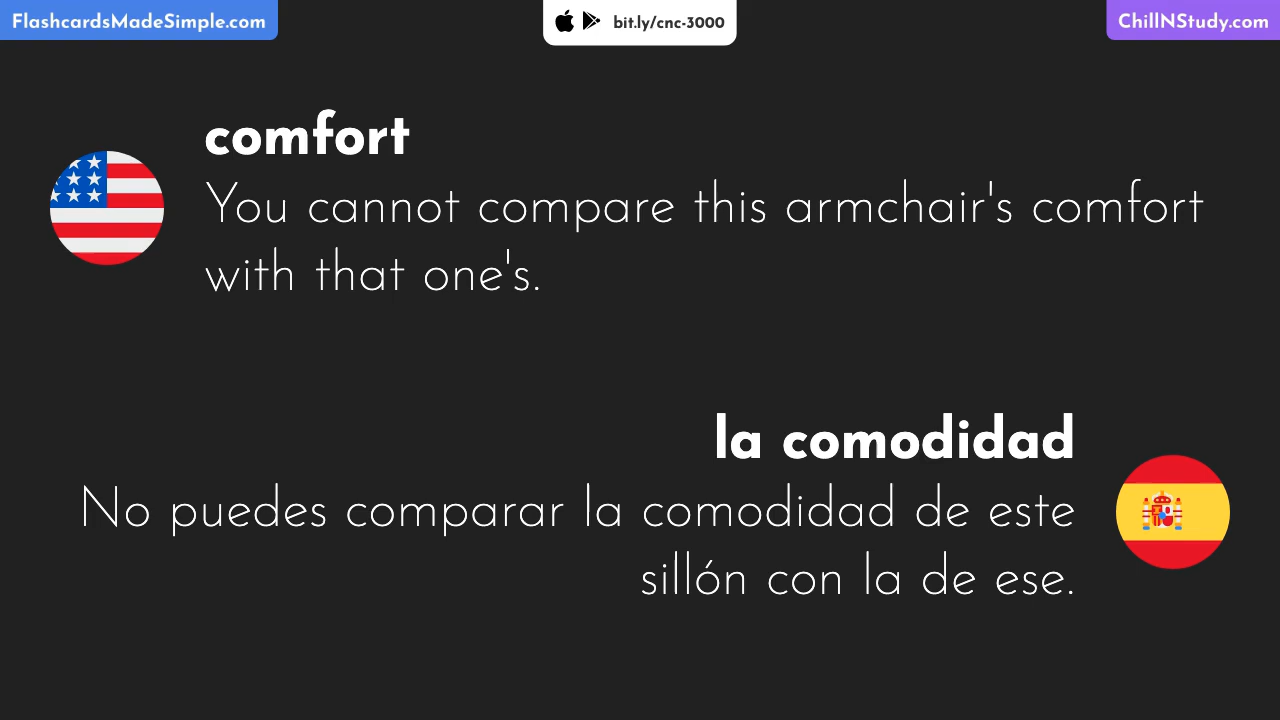 FlashcardsMadeSimple.com
bit.ly/cnc-3000
ChillNStudy.com
comfort
You cannot compare this armchair's comfort
with that one's.
la comodidad
No puedes comparar la comodidad de este
sillón con la de ese.